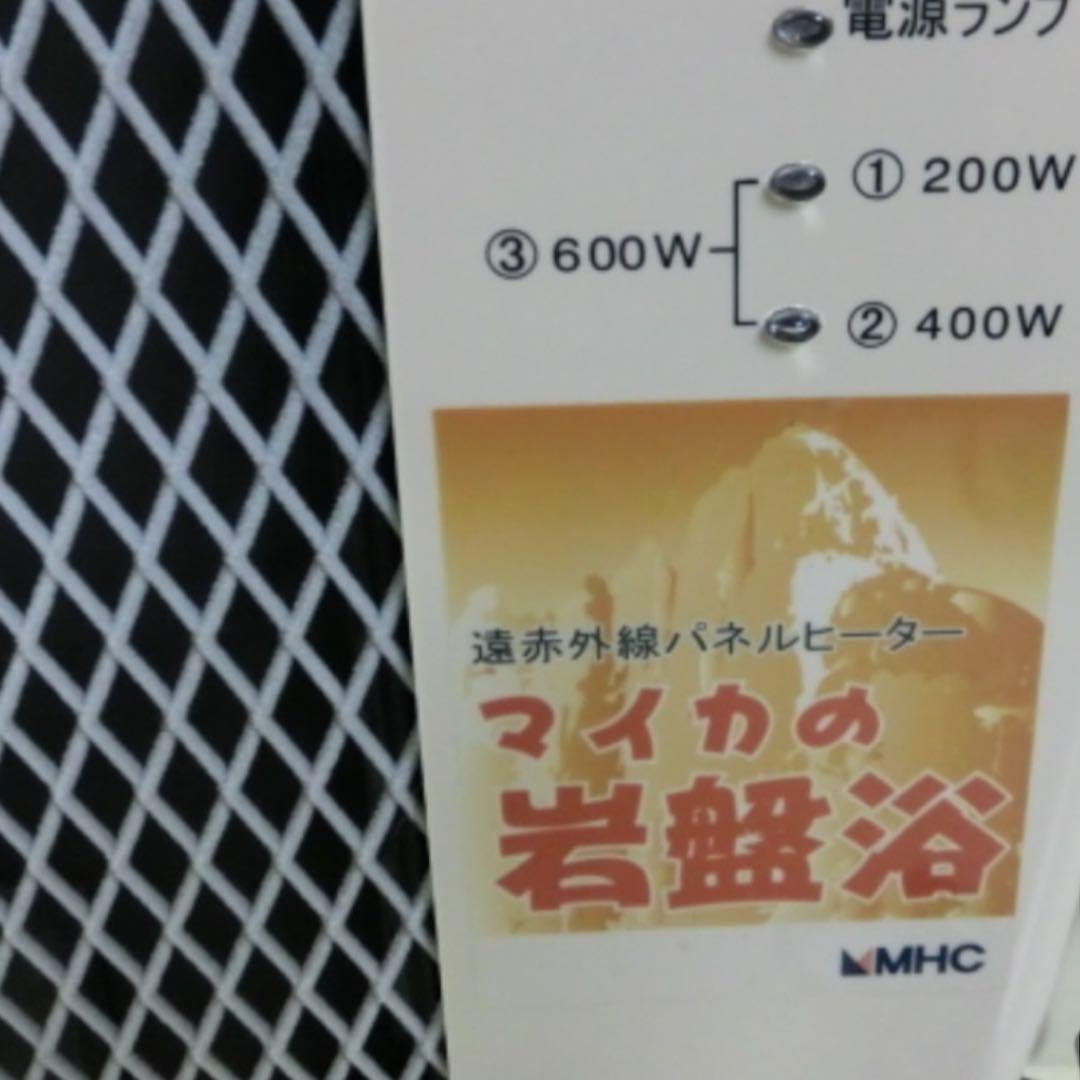 電源ランプ
① 200W
③ 600W
② 400W
遠赤外線パネルヒーター
マイカの
岩盤浴
MHC